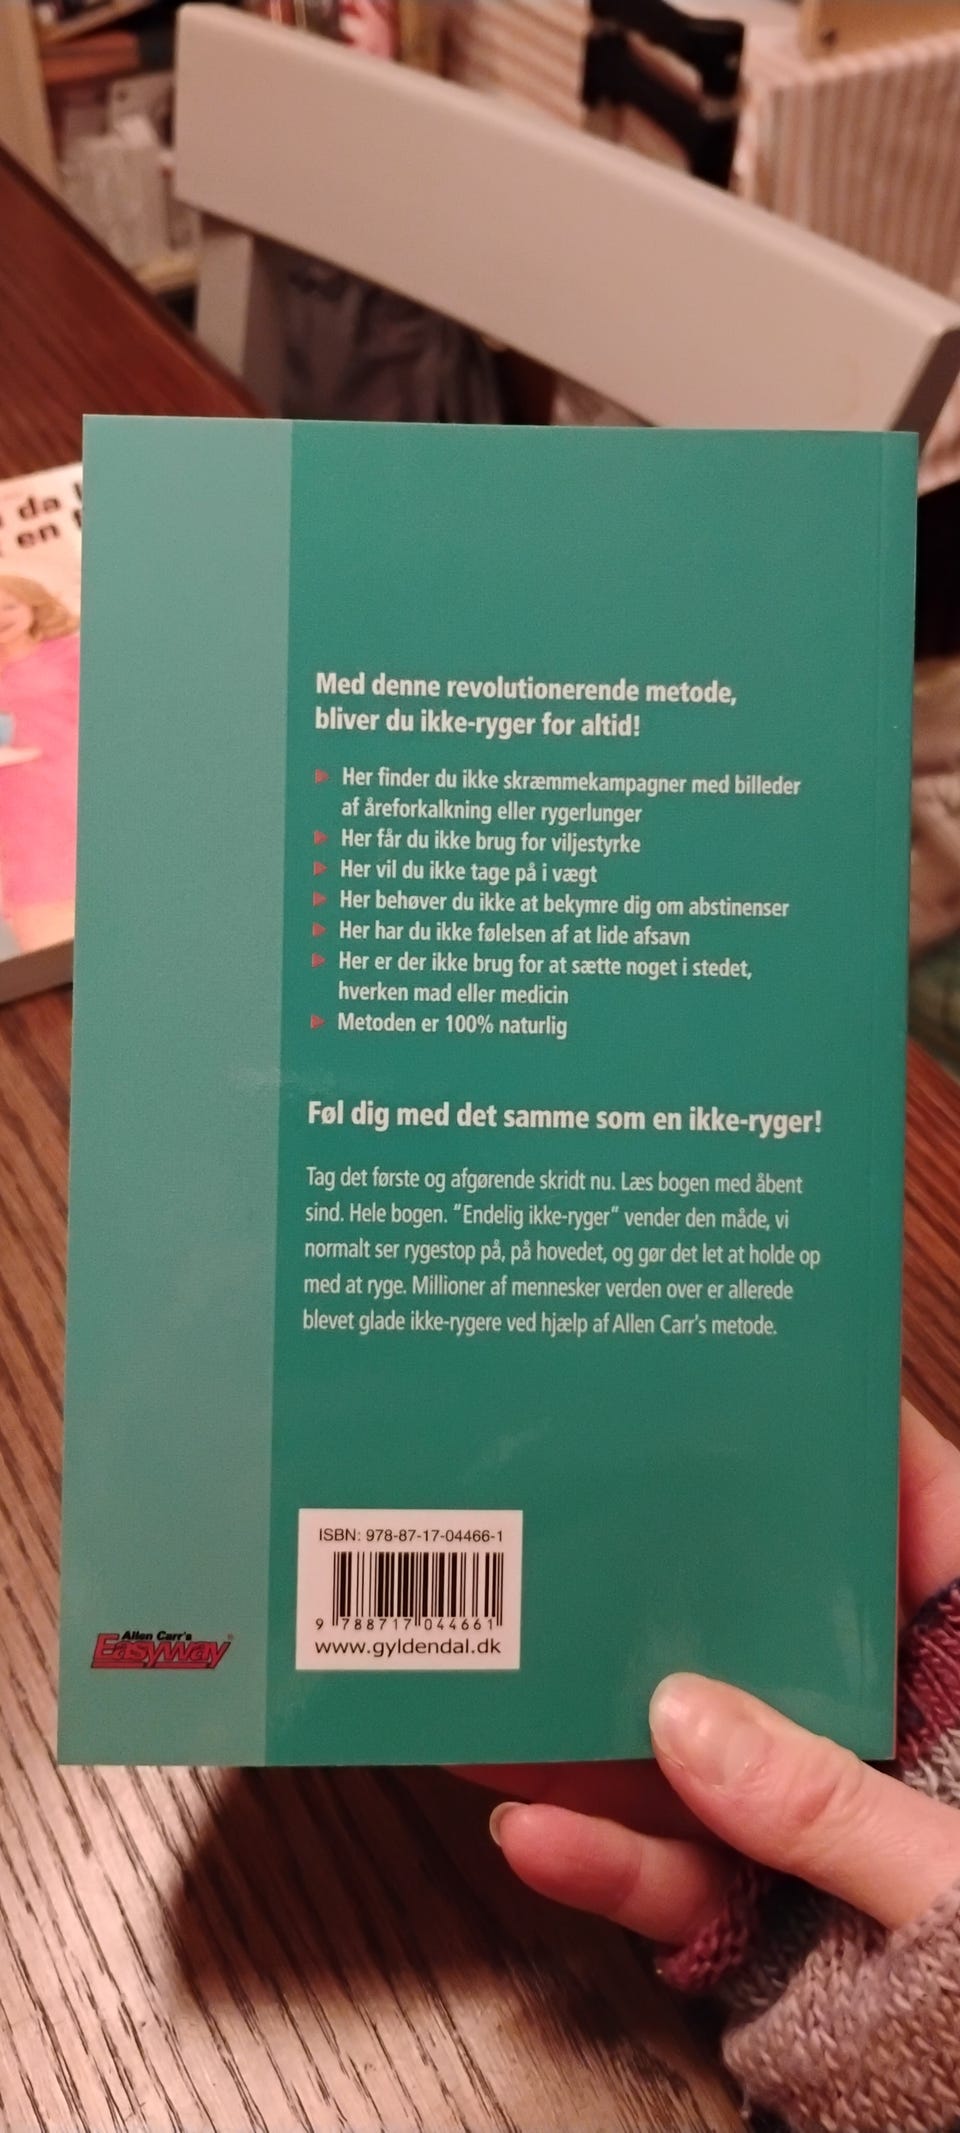 da
en
Med denne revolutionerende metode,
bliver du ikke-ryger for altid!
Her finder du ikke skræmmekampagner med billeder
af åreforkalkning eller rygerlunger
Her får du ikke brug for viljestyrke
Her vil du ikke tage på i vægt
Her behøver du ikke at bekymre dig om abstinenser
Her har du ikke følelsen af at lide afsavn
Her er der ikke brug for at sætte noget i stedet,
hverken mad eller medicin
Metoden er 100% naturlig
Føl dig med det samme som en ikke-ryger!
Tag det første og afgørende skridt nu. Læs bogen med åbent
sind. Hele bogen. "Endelig ikke-ryger" vender den måde, vi
normalt ser rygestop på, på hovedet, og gør det let at holde op
med at ryge. Millioner af mennesker verden over er allerede
blevet glade ikke-rygere ved hjælp af Allen Carr's metode.
ISBN: 978-87-17-04466-1
9 788717 044661
www.gyldendal.dk
Allen Carr's
Easyway